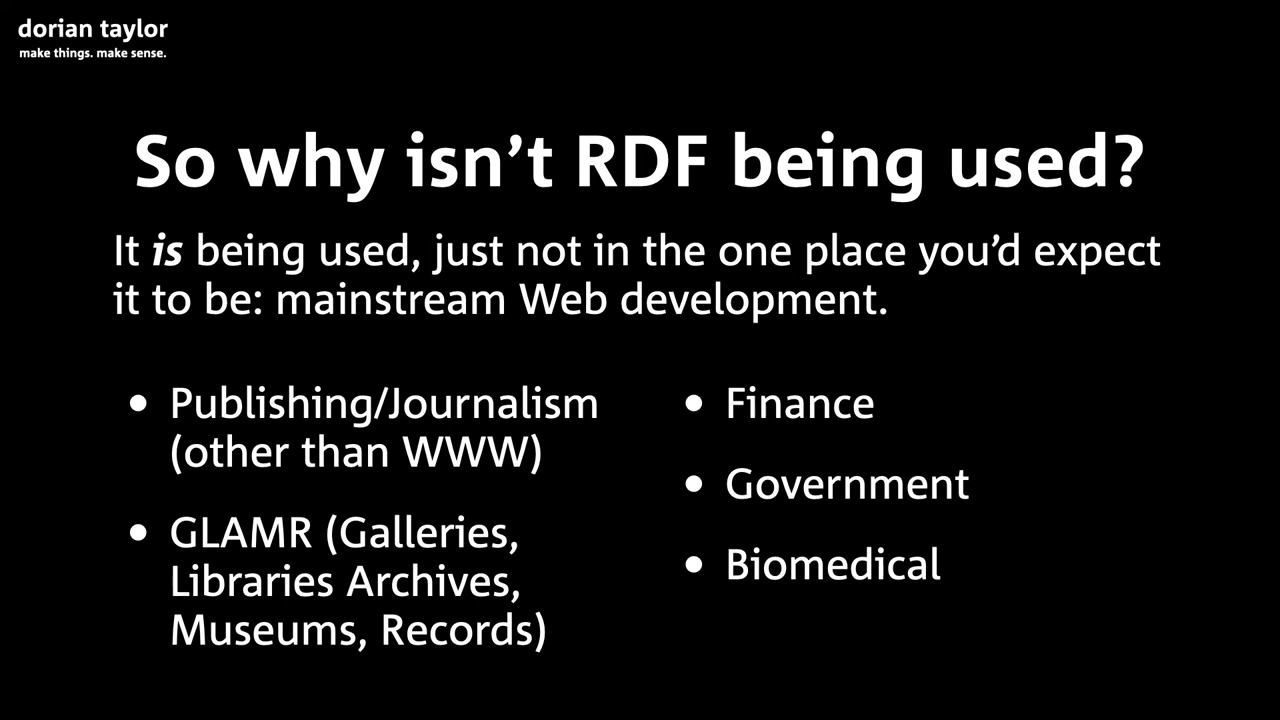 dorian taylor
make things. make sense.
So why isn’t RDF being used?
It is being used, just not in the one place you’d expect
it to be: mainstream Web development.
• Publishing/Journalism
(other than WWW)
• GLAMR (Galleries,
Libraries Archives,
Museums, Records)
• Finance
• Government
• Biomedical